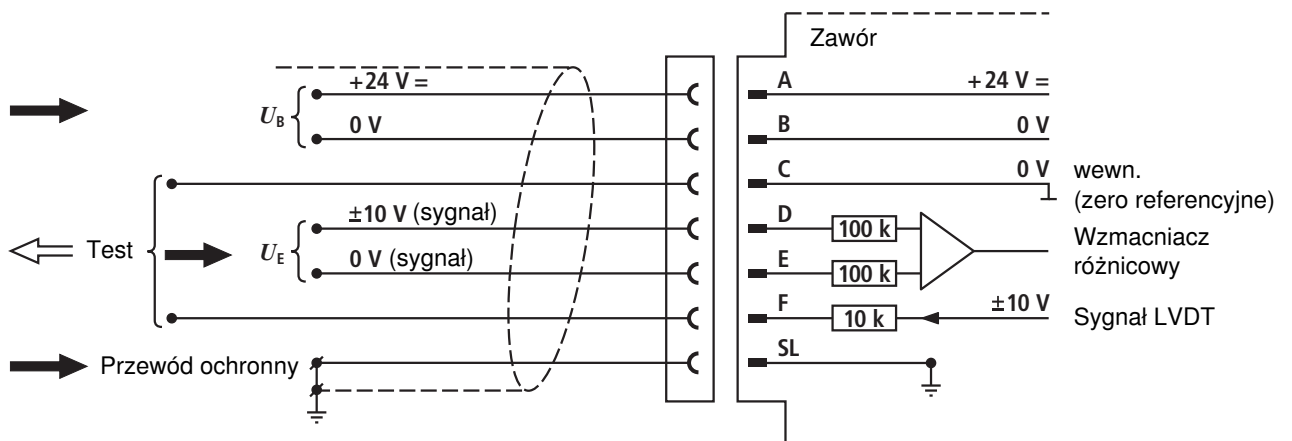 Zawór
+24 V =
A
+24 V =
U_B
0 V
B
0 V
C
0 V
wewn.
(zero referencyjne)
±10 V (sygnał)
D
100 k
Wzmacniacz
różnicowy
Test
U_E
0 V (sygnał)
E
100 k
F
10 k
±10 V
Sygnał LVDT
Przewód ochronny
SL